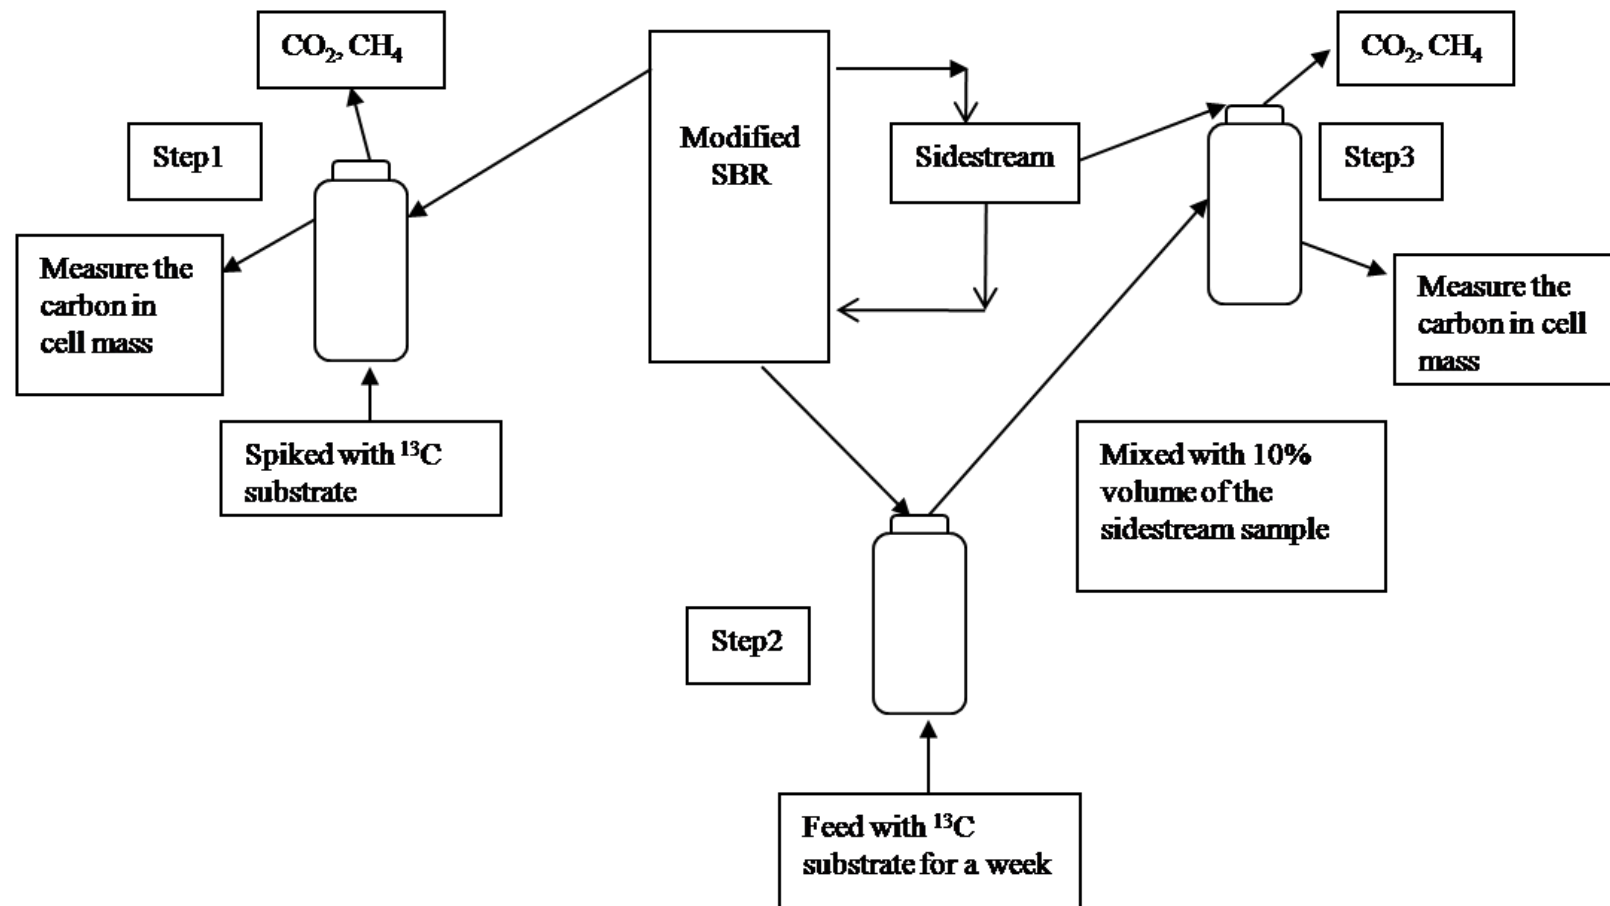 CO₂, CH₄
Step1
Measure the
carbon in
cell mass
Spiked with ¹³C
substrate
Modified
SBR
Sidestream
CO₂, CH₄
Step3
Measure the
carbon in cell
mass
Mixed with 10%
volume of the
sidestream sample
Step2
Feed with ¹³C
substrate for a week